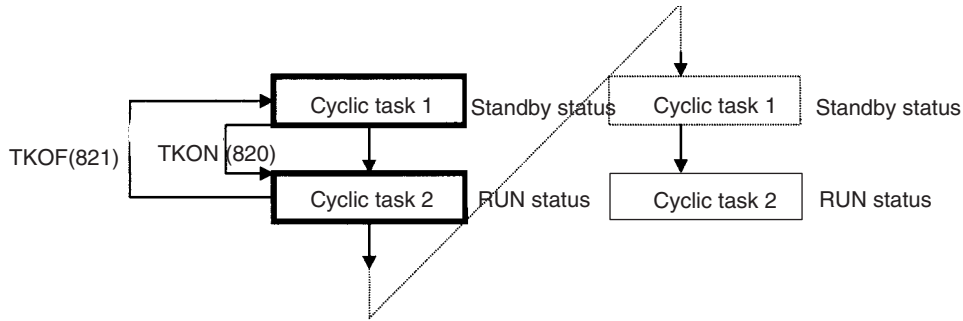 Cyclic task 1
Standby status
Cyclic task 1
Standby status
TKOF(821)
TKON (820)
Cyclic task 2
RUN status
Cyclic task 2
RUN status